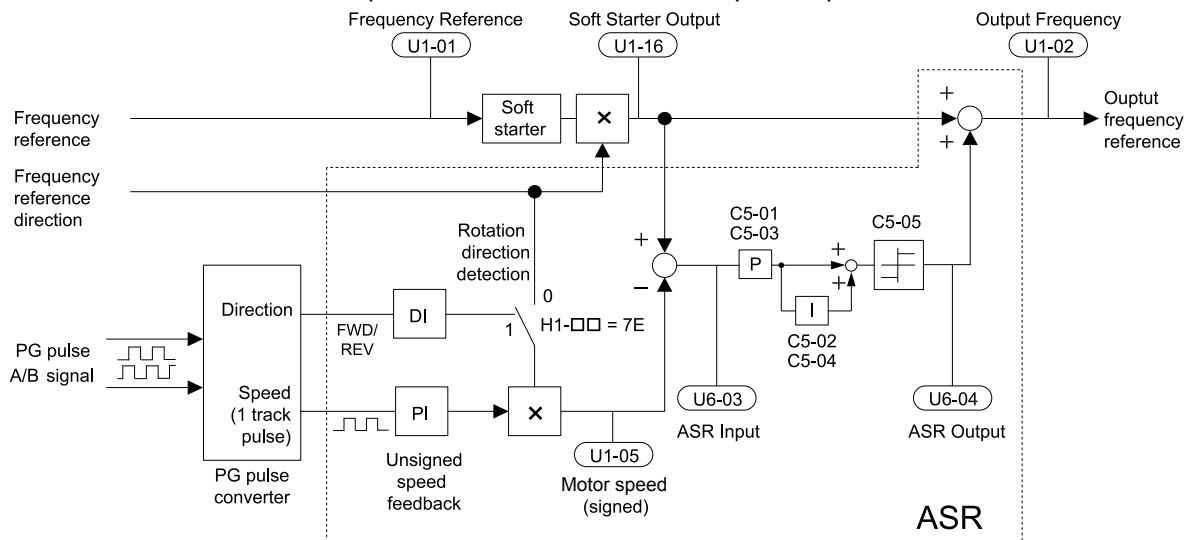 Frequency Reference
U1-01
Soft Starter Output
U1-16
Output Frequency
U1-02
Frequency
reference
Soft
starter
×
+
+
Ouptut
frequency
reference
Frequency
reference
direction
Rotation
direction
detection
+
−
C5-01
C5-03
P
+
+
I
C5-02
C5-04
C5-05
PG pulse
A/B signal
Direction
Speed
(1 track
pulse)
PG pulse
converter
FWD/
REV
DI
0
1
H1-□□ = 7E
PI
Unsigned
speed
feedback
×
U1-05
Motor speed
(signed)
U6-03
ASR Input
U6-04
ASR Output
ASR